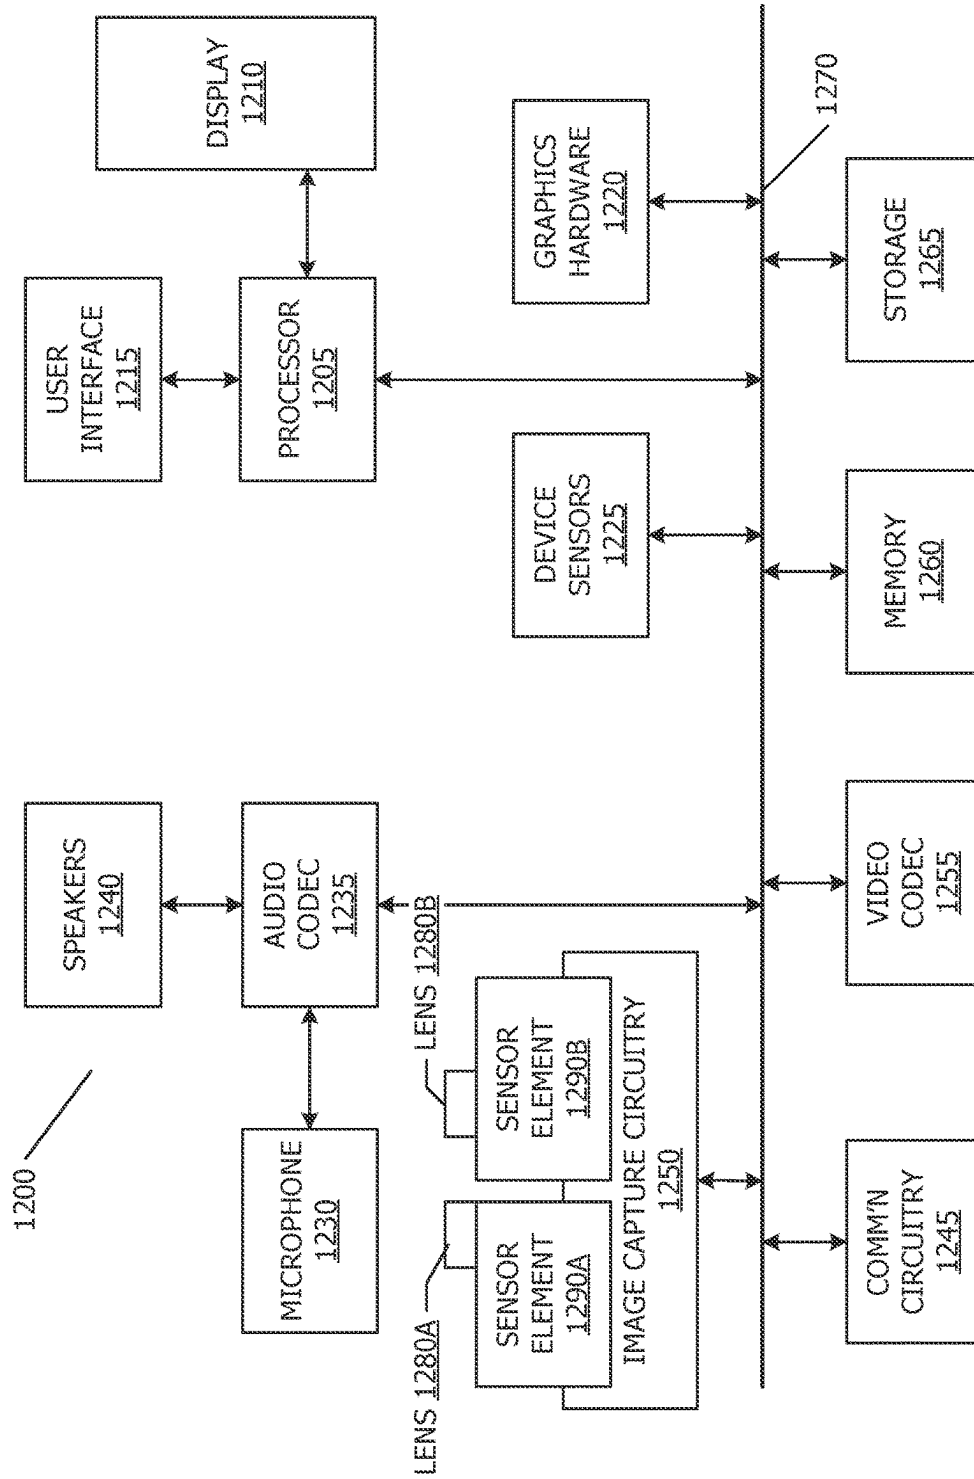 1200
SPEAKERS
1240
USER
INTERFACE
1215
MICROPHONE
1230
AUDIO
CODEC
1235
PROCESSOR
1205
DISPLAY
1210
LENS 1280A
LENS 1280B
SENSOR
ELEMENT
1290A
SENSOR
ELEMENT
1290B
IMAGE CAPTURE CIRCUITRY
1250
DEVICE
SENSORS
1225
GRAPHICS
HARDWARE
1220
1270
COMM'N
CIRCUITRY
1245
VIDEO
CODEC
1255
MEMORY
1260
STORAGE
1265